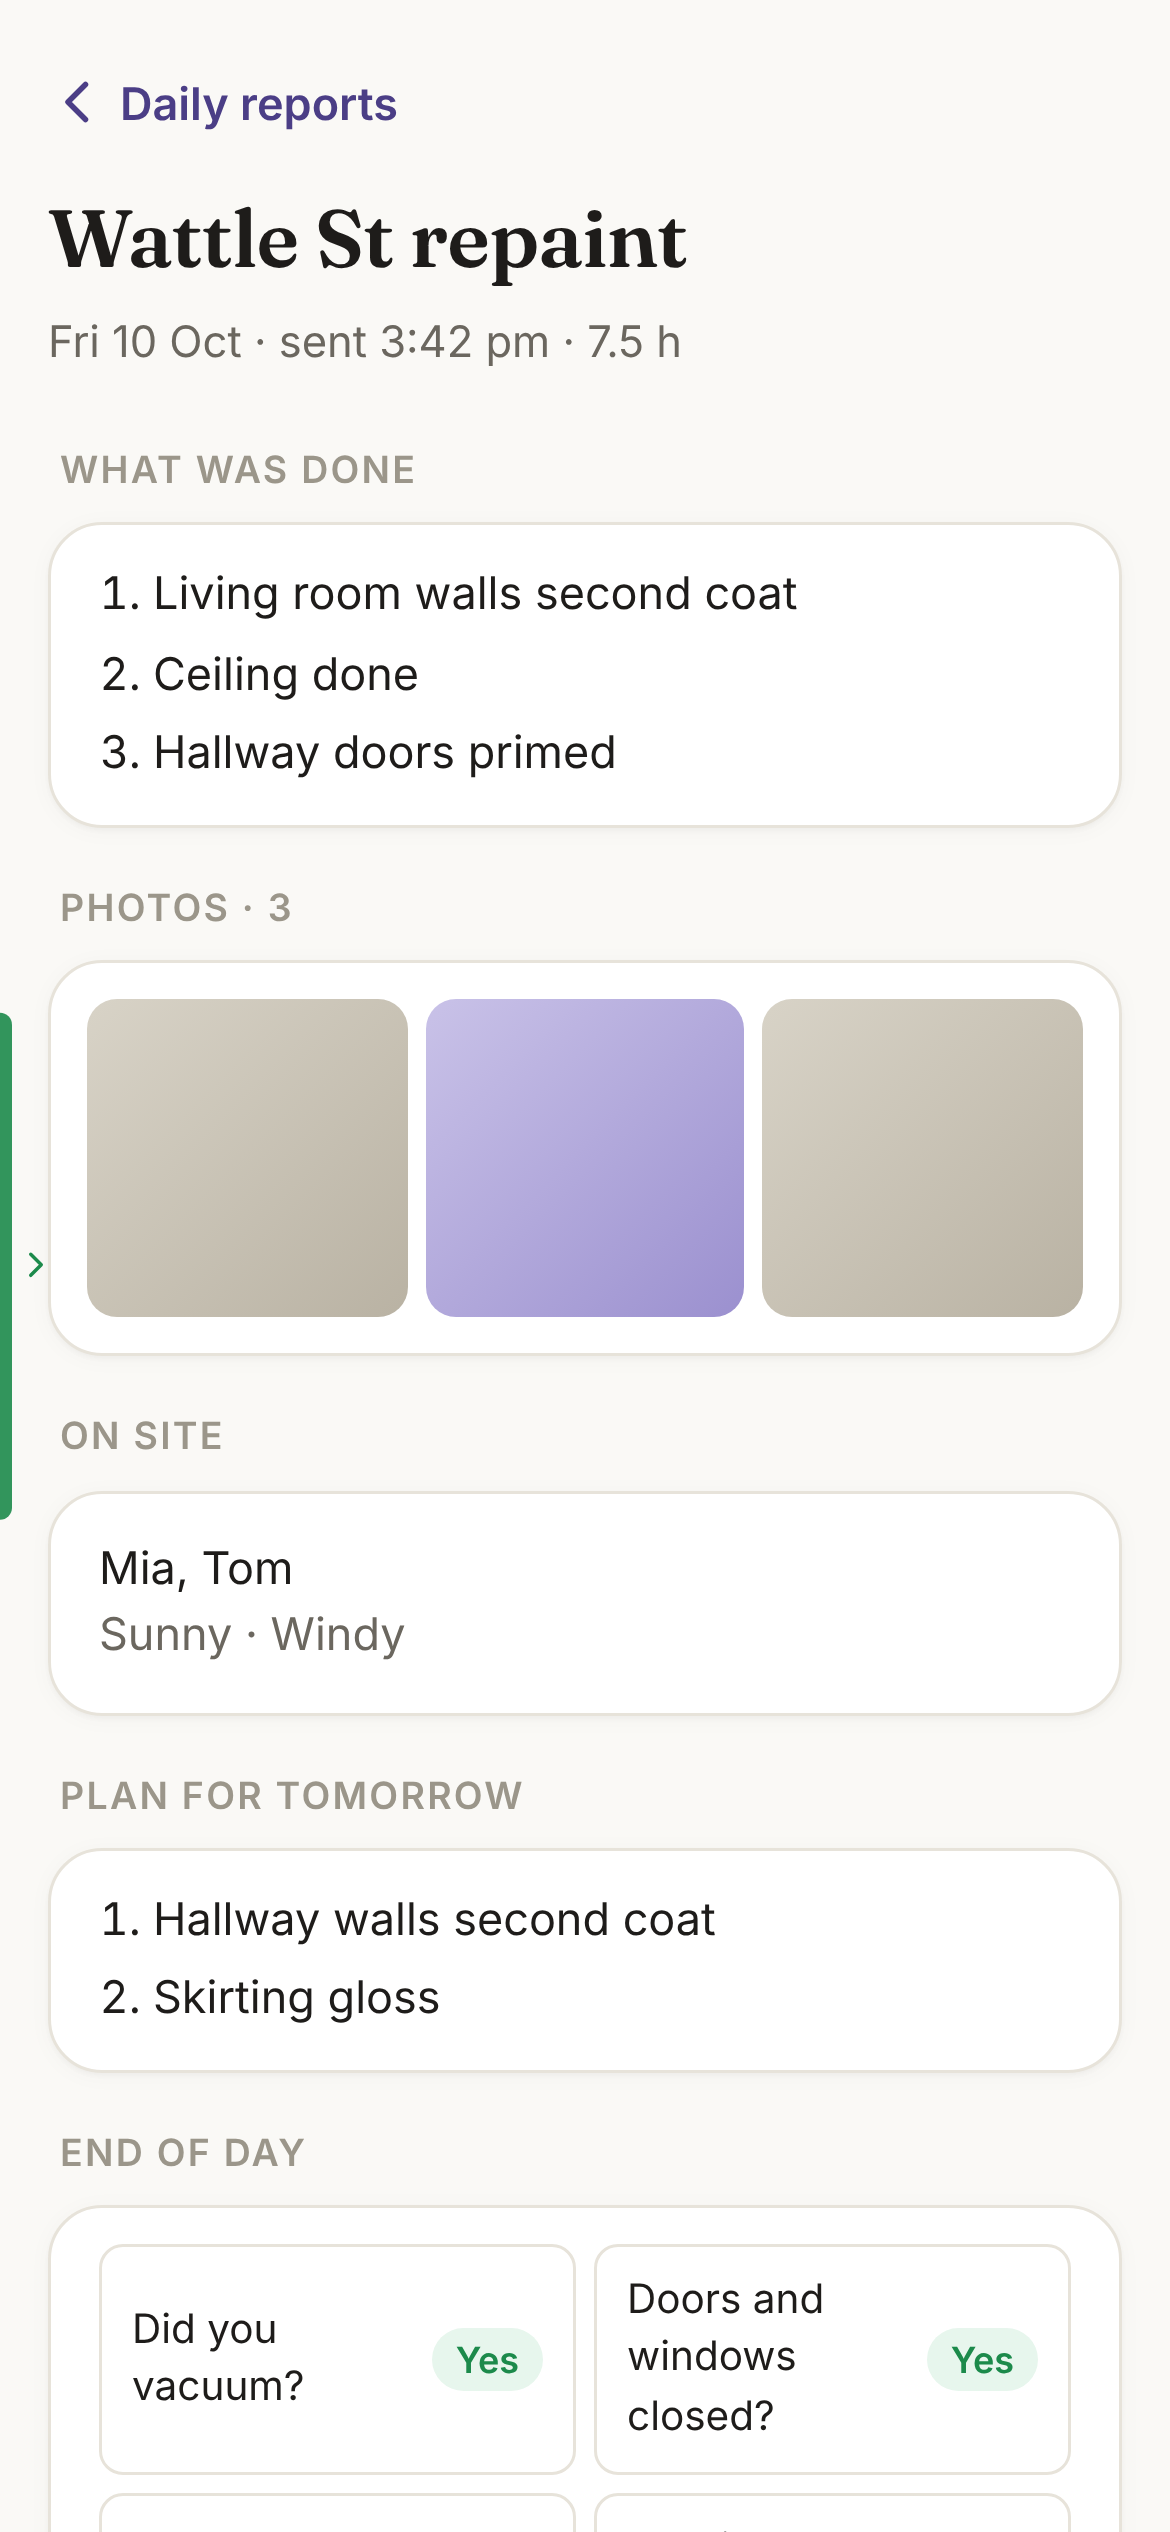 Daily reports
Wattle St repaint
Fri 10 Oct · sent 3:42 pm · 7.5 h
WHAT WAS DONE
1. Living room walls second coat
2. Ceiling done
3. Hallway doors primed
PHOTOS · 3
ON SITE
Mia, Tom
Sunny · Windy
PLAN FOR TOMORROW
1. Hallway walls second coat
2. Skirting gloss
END OF DAY
Did you
vacuum?
Yes
Doors and
windows
closed?
Yes